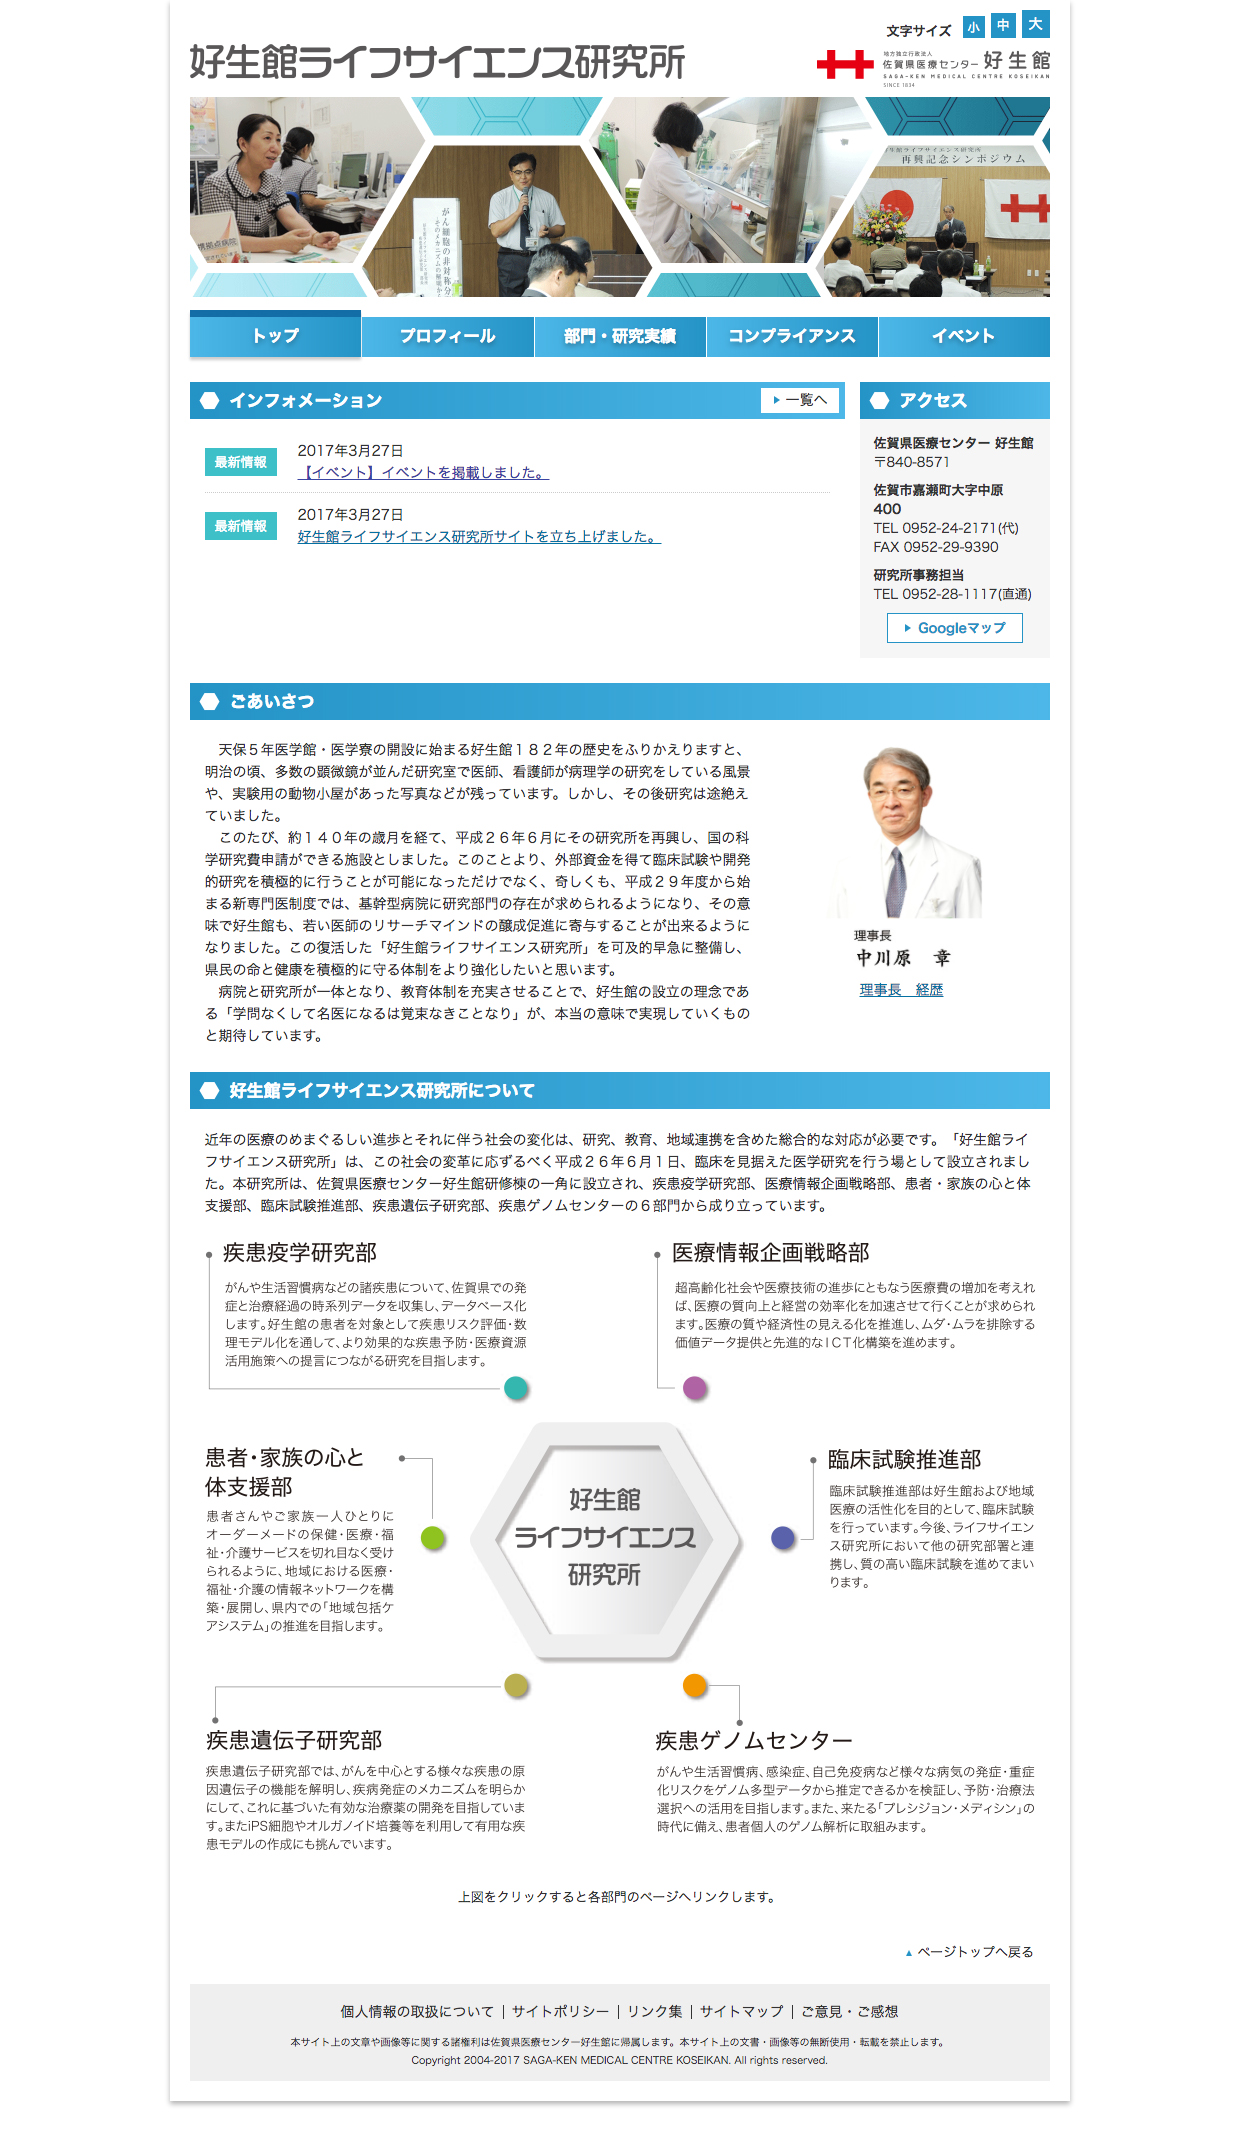 文字サイズ 小 中 大
好生館ライフサイエンス研究所
地方独立行政法人
佐賀県医療センター 好生館
SAGA-KEN MEDICAL CENTRE KOSEIKAN
SINCE 1834
再興記念シンポジウム
がん細胞の非対称分
トップ
プロフィール
部門・研究実績
コンプライアンス
イベント
インフォメーション
一覧へ
最新情報
2017年3月27日
【イベント】イベントを掲載しました。
最新情報
2017年3月27日
好生館ライフサイエンス研究所サイトを立ち上げました。
アクセス
佐賀県医療センター 好生館
〒840-8571
佐賀市嘉瀬町大字中原
400
TEL 0952-24-2171(代)
FAX 0952-29-9390
研究所事務担当
TEL 0952-28-1117(直通)
Googleマップ
ごあいさつ
天保5年医学館・医学寮の開設に始まる好生館１８２年の歴史をふりかえりますと、
明治の頃、多数の顕微鏡が並んだ研究室で医師、看護師が病理学の研究をしている風景
や、実験用の動物小屋があった写真などが残っています。しかし、その後研究は途絶え
ていました。
このたび、約１４０年の歳月を経て、平成２６年６月にその研究所を再興し、国の科
学研究費申請ができる施設としました。このことより、外部資金を得て臨床試験や開発
的研究を積極的に行うことが可能になっただけでなく、奇しくも、平成２９年度から始
まる新専門医制度では、基幹型病院に研究部門の存在が求められるようになり、その意
味で好生館も、若い医師のリサーチマインドの醸成促進に寄与することが出来るように
なりました。この復活した「好生館ライフサイエンス研究所」を可及的早急に整備し、
県民の命と健康を積極的に守る体制をより強化したいと思います。
病院と研究所が一体となり、教育体制を充実させることで、好生館の設立の理念であ
る「学問なくして名医になるは覚束なきことなり」が、本当の意味で実現していくもの
と期待しています。
理事長
中川原　章
理事長　経歴
好生館ライフサイエンス研究所について
近年の医療のめまぐるしい進歩とそれに伴う社会の変化は、研究、教育、地域連携を含めた総合的な対応が必要です。「好生館ライ
フサイエンス研究所」は、この社会の変革に応ずるべく平成２６年６月１日、臨床を見据えた医学研究を行う場として設立されまし
た。本研究所は、佐賀県医療センター好生館研修棟の一角に設立され、疾患疫学研究部、医療情報企画戦略部、患者・家族の心と体
支援部、臨床試験推進部、疾患遺伝子研究部、疾患ゲノムセンターの６部門から成り立っています。
疾患疫学研究部
がんや生活習慣病などの諸疾患について、佐賀県での発
症と治療経過の時系列データを収集し、データベース化
します。好生館の患者を対象として疾患リスク評価・数
理モデル化を通して、より効果的な疾患予防・医療資源
活用施策への提言につながる研究を目指します。
医療情報企画戦略部
超高齢化社会や医療技術の進歩にともなう医療費の増加を考えれ
ば、医療の質向上と経営の効率化を加速させて行くことが求められ
ます。医療の質や経済性の見える化を推進し、ムダ・ムラを排除する
価値データ提供と先進的なＩＣＴ化構築を進めます。
患者・家族の心と
体支援部
患者さんやご家族一人ひとりに
オーダーメードの保健・医療・福
祉・介護サービスを切れ目なく受け
られるように、地域における医療・
福祉・介護の情報ネットワークを構
築・展開し、県内での「地域包括ケ
アシステム」の推進を目指します。
好生館
ライフサイエンス
研究所
臨床試験推進部
臨床試験推進部は好生館および地域
医療の活性化を目的として、臨床試験
を行っています。今後、ライフサイエン
ス研究所において他の研究部署と連
携し、質の高い臨床試験を進めてまい
ります。
疾患遺伝子研究部
疾患遺伝子研究部では、がんを中心とする様々な疾患の原
因遺伝子の機能を解明し、疾病発症のメカニズムを明らか
にして、これに基づいた有効な治療薬の開発を目指していま
す。またiPS細胞やオルガノイド培養等を利用して有用な疾
患モデルの作成にも挑んでいます。
疾患ゲノムセンター
がんや生活習慣病、感染症、自己免疫病など様々な病気の発症・重症
化リスクをゲノム多型データから推定できるかを検証し、予防・治療法
選択への活用を目指します。また、来たる「プレシジョン・メディシン」の
時代に備え、患者個人のゲノム解析に取組みます。
上図をクリックすると各部門のページへリンクします。
▲ ページトップへ戻る
個人情報の取扱について｜サイトポリシー｜リンク集｜サイトマップ｜ご意見・ご感想
本サイト上の文章や画像等に関する諸権利は佐賀県医療センター好生館に帰属します。本サイト上の文書・画像等の無断使用・転載を禁止します。
Copyright 2004-2017 SAGA-KEN MEDICAL CENTRE KOSEIKAN. All rights reserved.